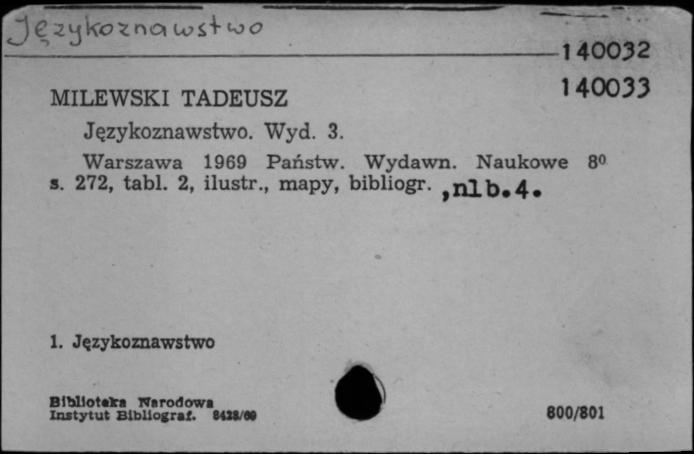 Językoznawstwo
140032
140033
MILEWSKI TADEUSZ
Językoznawstwo. Wyd. 3.
Warszawa 1969 Państw. Wydawn. Naukowe 8⁰
s. 272, tabl. 2, ilustr., mapy, bibliogr. ,nlb.4.
1. Językoznawstwo
Biblioteka Narodowa
Instytut Bibliograf. 8428/69
800/801